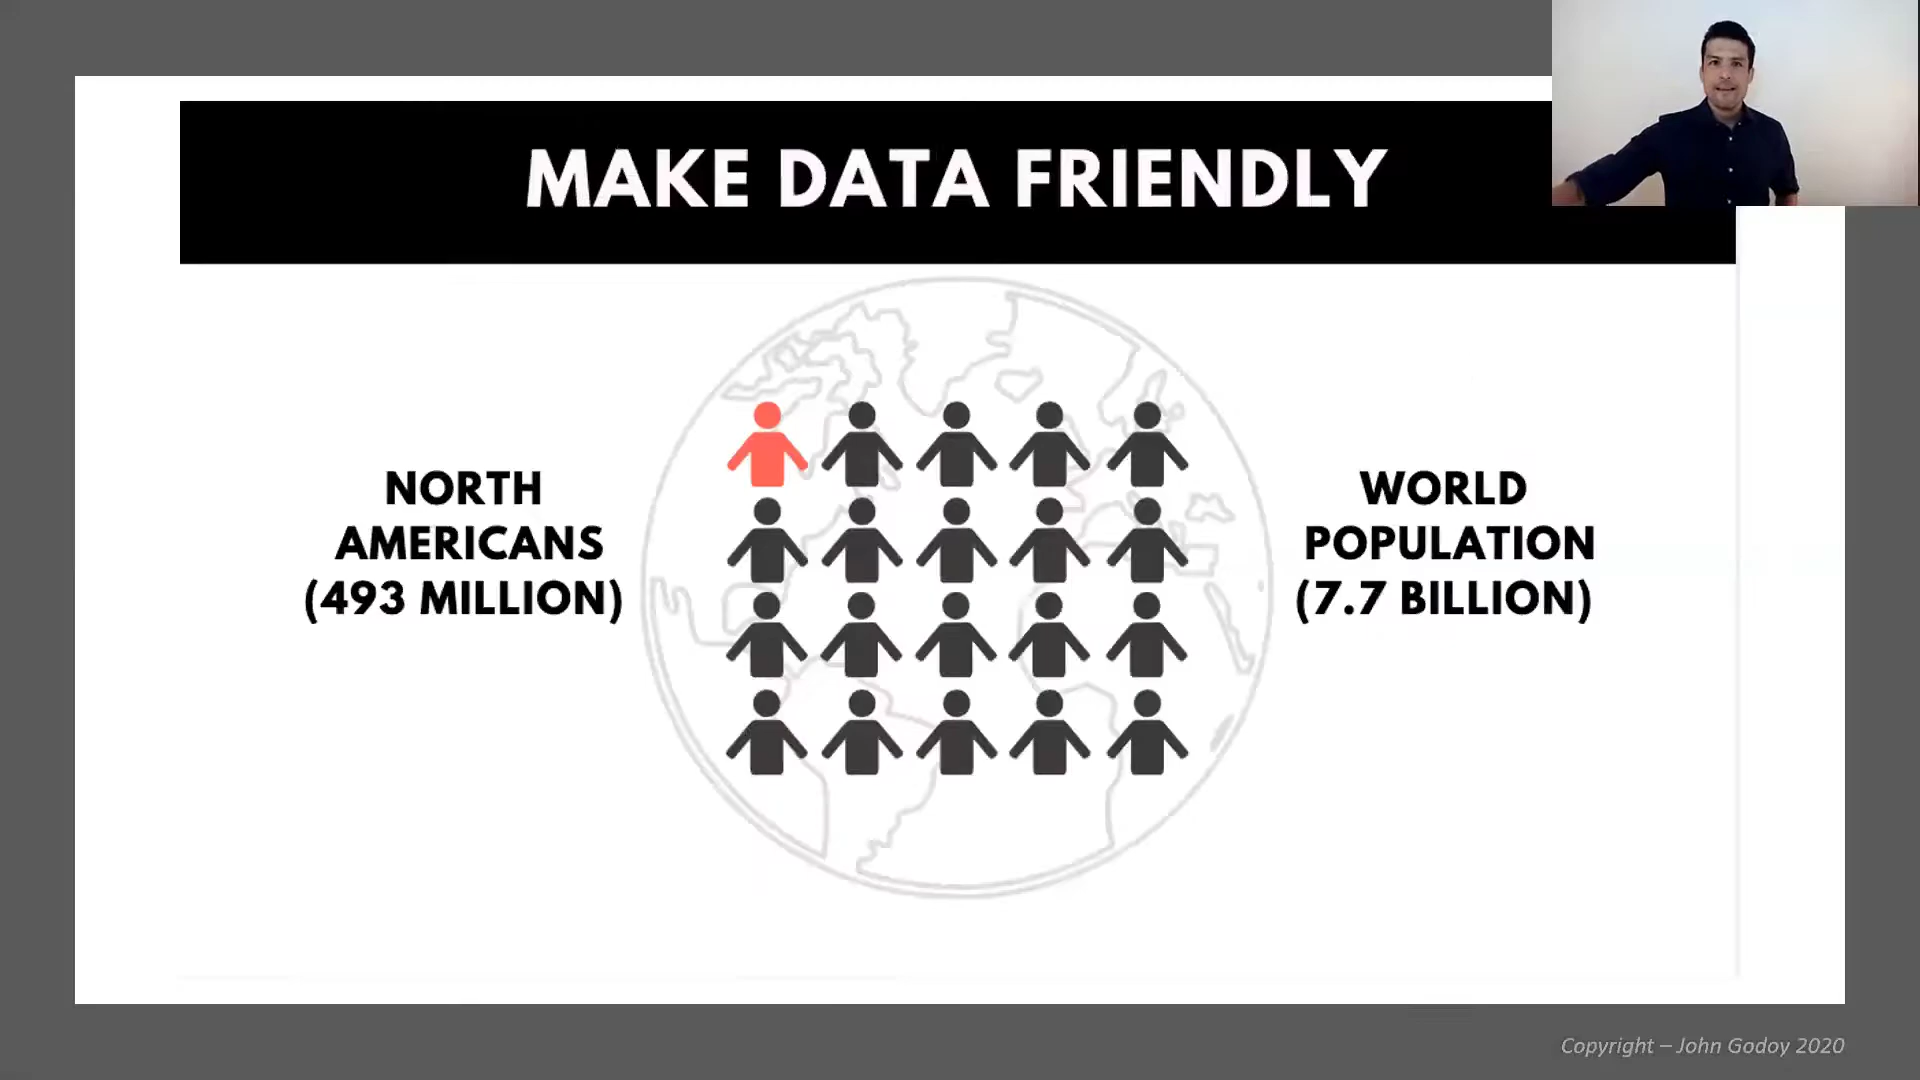 MAKE DATA FRIENDLY
NORTH
AMERICANS
(493 MILLION)
WORLD
POPULATION
(7.7 BILLION)
Copyright – John Godoy 2020